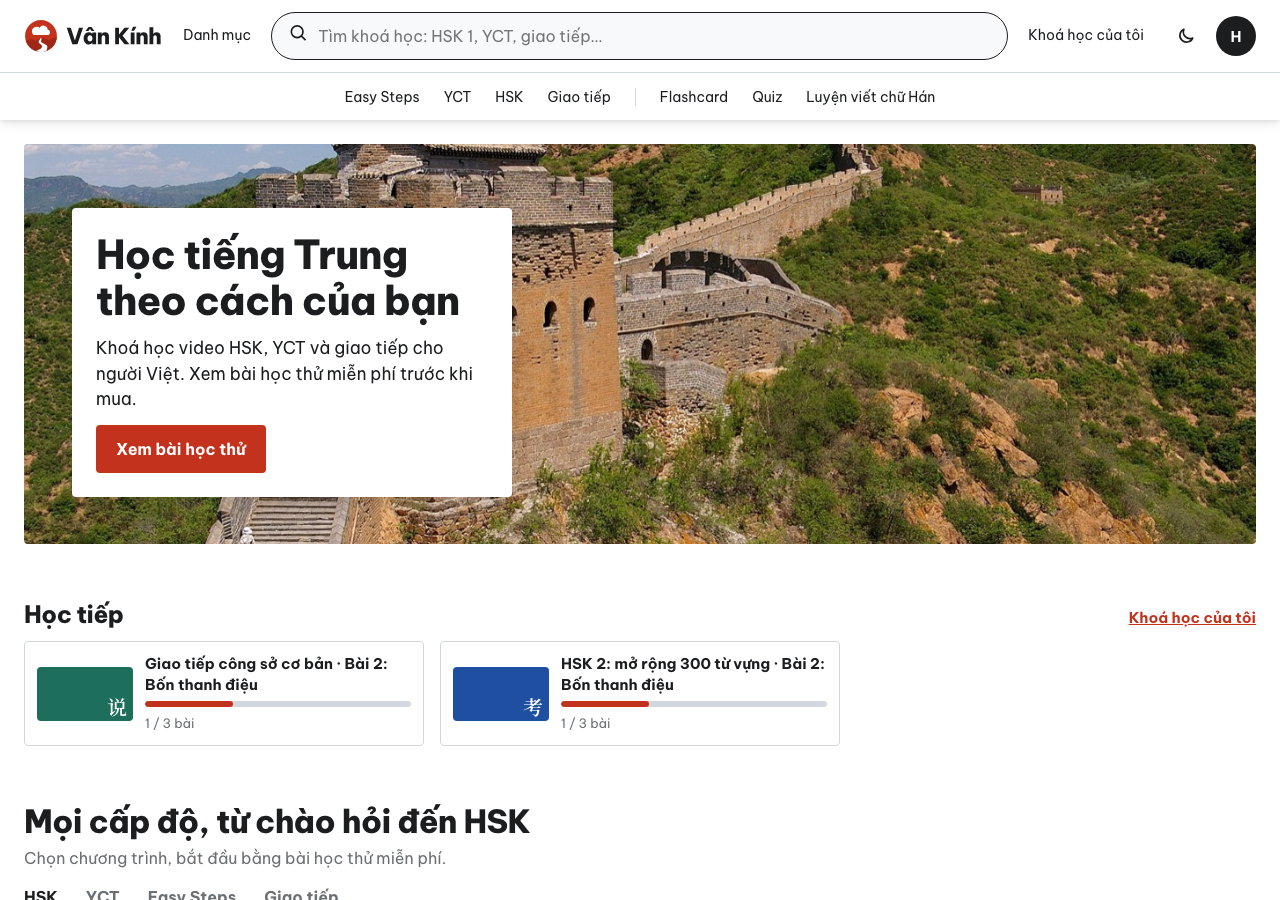 Vân Kính
Danh mục
Tìm khoá học: HSK 1, YCT, giao tiếp...
Khoá học của tôi
H
Easy Steps
YCT
HSK
Giao tiếp
Flashcard
Quiz
Luyện viết chữ Hán
Học tiếng Trung
theo cách của bạn
Khoá học video HSK, YCT và giao tiếp cho
người Việt. Xem bài học thử miễn phí trước khi
mua.
Xem bài học thử
Học tiếp
Khoá học của tôi
说
Giao tiếp công sở cơ bản · Bài 2:
Bốn thanh điệu
1 / 3 bài
考
HSK 2: mở rộng 300 từ vựng · Bài 2:
Bốn thanh điệu
1 / 3 bài
Mọi cấp độ, từ chào hỏi đến HSK
Chọn chương trình, bắt đầu bằng bài học thử miễn phí.
HSK
YCT
Easy Steps
Giao tiếp